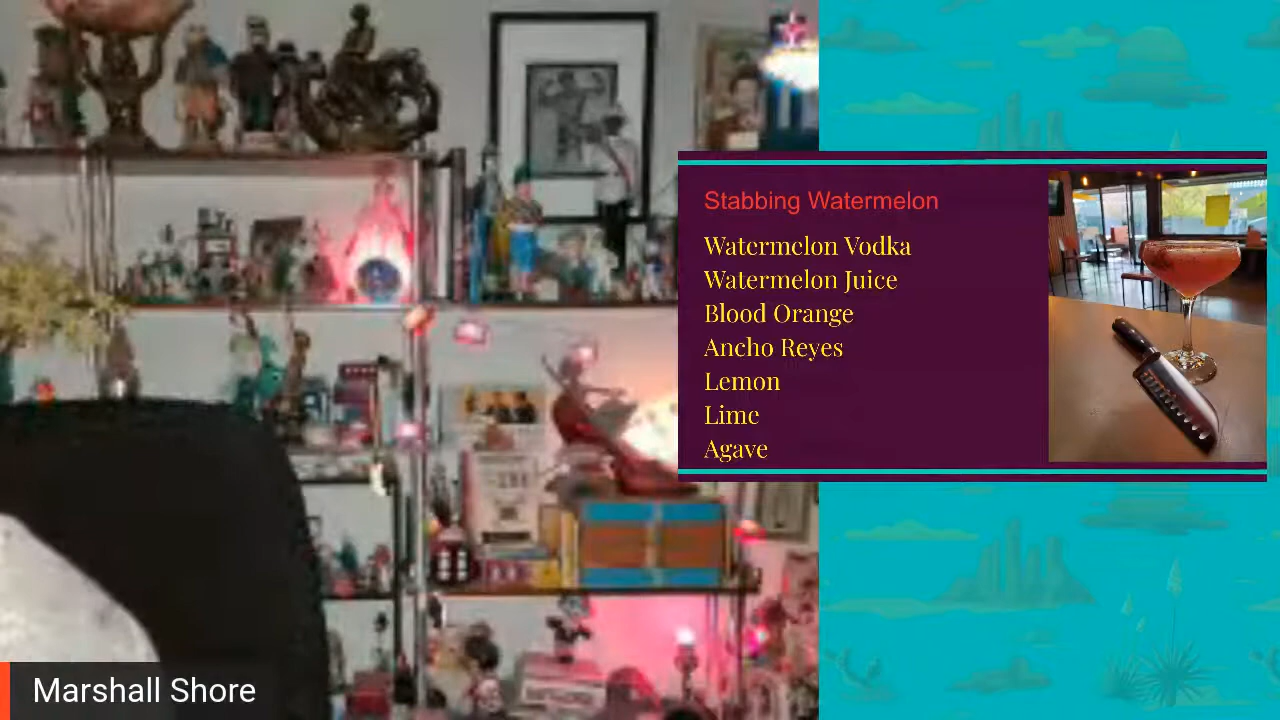 Stabbing Watermelon
Watermelon Vodka
Watermelon Juice
Blood Orange
Ancho Reyes
Lemon
Lime
Agave
Marshall Shore